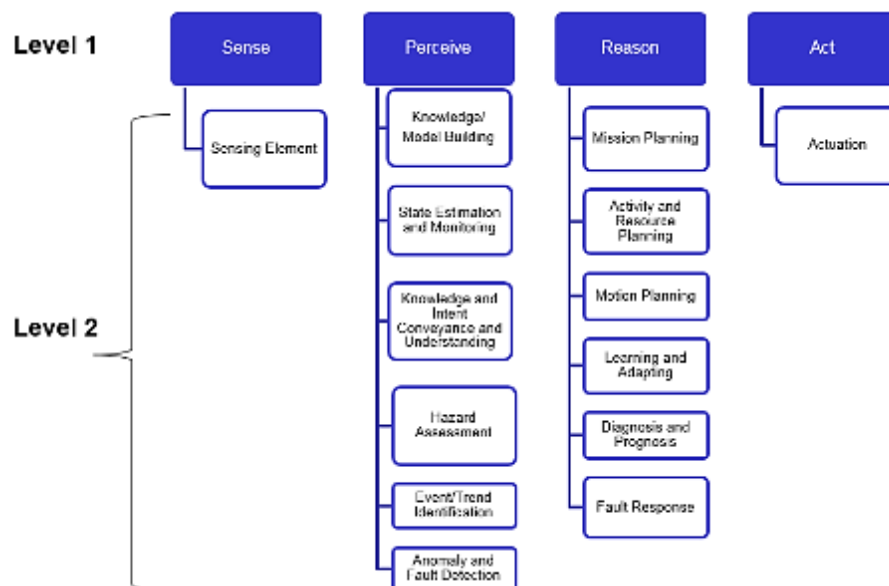 Level 1
Sense
Perceive
Reason
Act
Level 2
Sensing Element
Knowledge/
Model Building
State Estimation
and Monitoring
Knowledge and
Intent
Conveyance and
Understanding
Hazard
Assessment
Event/Trend
Identification
Anomaly and
Fault Detection
Mission Planning
Activity and
Resource
Planning
Motion Planning
Learning and
Adapting
Diagnosis and
Prognosis
Fault Response
Actuation